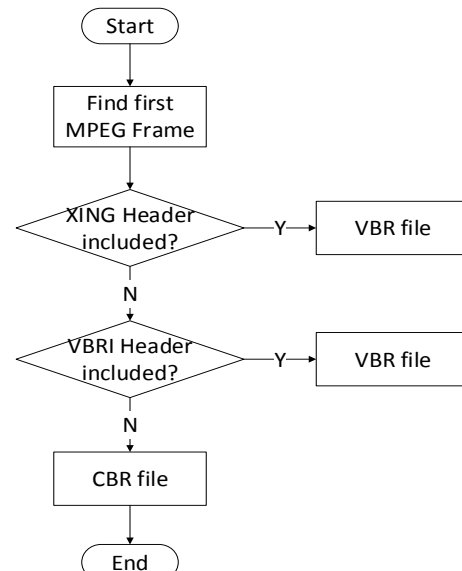 Start
Find first
MPEG Frame
XING Header
included?
Y
VBR file
N
VBRI Header
included?
Y
VBR file
N
CBR file
End